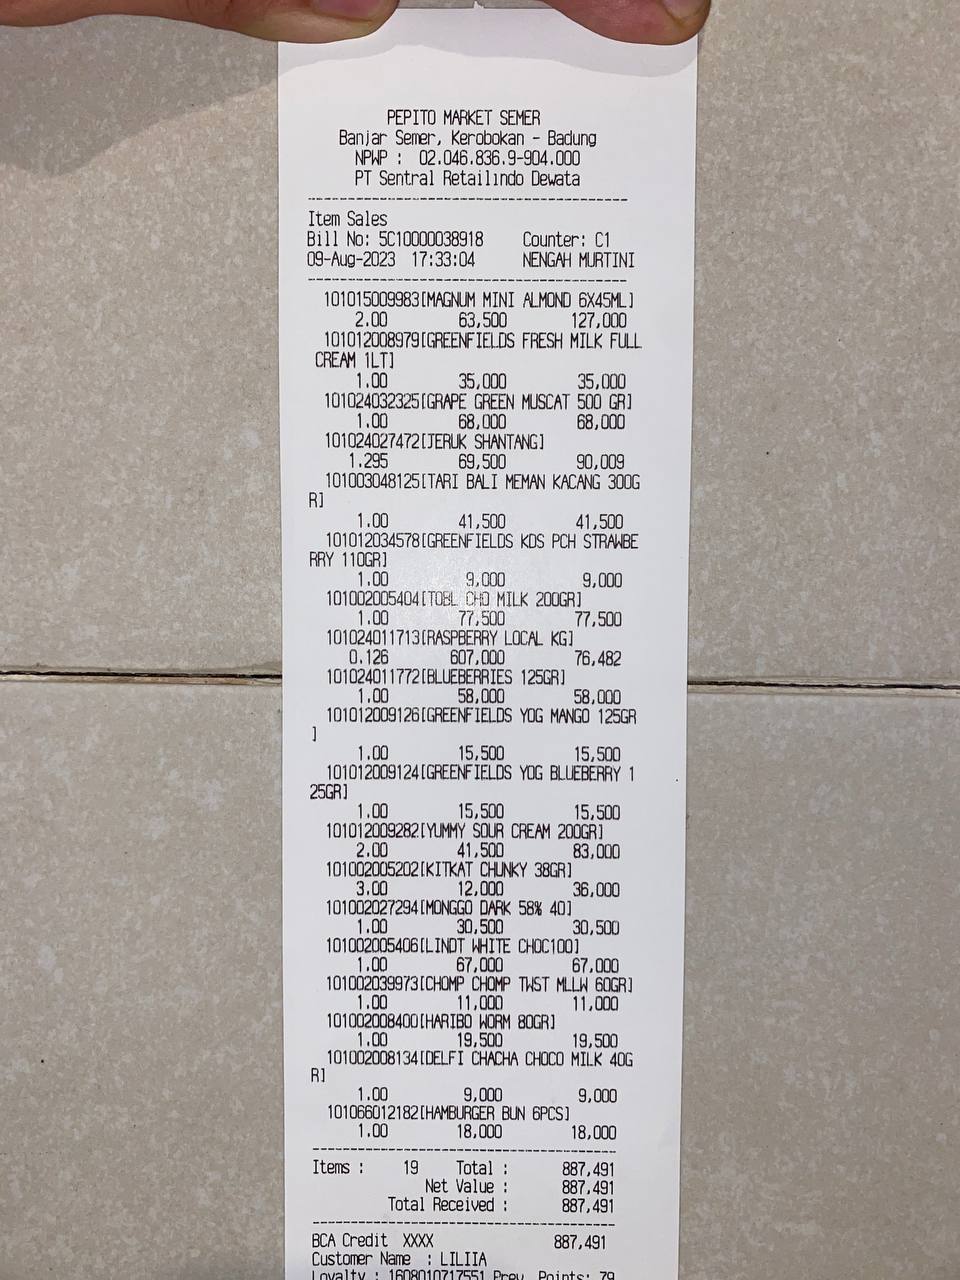 PEPITO MARKET SEMER
Banjar Semer, Kerobokan - Badung
NPWP : 02.046.836.9-904.000
PT Sentral Retailindo Dewata
Item Sales
Bill No: 5C10000038918 Counter: C1
09-Aug-2023 17:33:04 NENGAH MURTINI
101015009983[MAGNUM MINI ALMOND 6X45ML]
2.00 63,500 127,000
101012008979[GREENFIELDS FRESH MILK FULL
CREAM 1LT]
1.00 35,000 35,000
101024032325[GRAPE GREEN MUSCAT 500 GR]
1.00 68,000 68,000
101024027472[JERUK SHANTANG]
1.295 69,500 90,009
101003048125[TARI BALI MEMAN KACANG 300G
R]
1.00 41,500 41,500
101012034578[GREENFIELDS KDS PCH STRAWBE
RRY 110GR]
1.00 9,000 9,000
101002005404[TOBL CHO MILK 200GR]
1.00 77,500 77,500
101024011713[RASPBERRY LOCAL KG]
0.126 607,000 76,482
101024011772[BLUEBERRIES 125GR]
1.00 58,000 58,000
101012009126[GREENFIELDS YOG MANGO 125GR
]
1.00 15,500 15,500
101012009124[GREENFIELDS YOG BLUEBERRY 1
25GR]
1.00 15,500 15,500
101012009282[YUMMY SOUR CREAM 200GR]
2.00 41,500 83,000
101002005202[KITKAT CHUNKY 38GR]
3.00 12,000 36,000
101002027294[MONGGO DARK 58% 40]
1.00 30,500 30,500
101002005406[LINDT WHITE CHOC100]
1.00 67,000 67,000
101002039973[CHOMP CHOMP TWST MLLW 60GR]
1.00 11,000 11,000
101002008400[HARIBO WORM 80GR]
1.00 19,500 19,500
101002008134[DELFI CHACHA CHOCO MILK 40G
R]
1.00 9,000 9,000
101066012182[HAMBURGER BUN 6PCS]
1.00 18,000 18,000
Items : 19 Total : 887,491
Net Value : 887,491
Total Received : 887,491
BCA Credit XXXX 887,491
Customer Name : LILIIA
Loyalty : 1608010717551 Prev. Points: 79